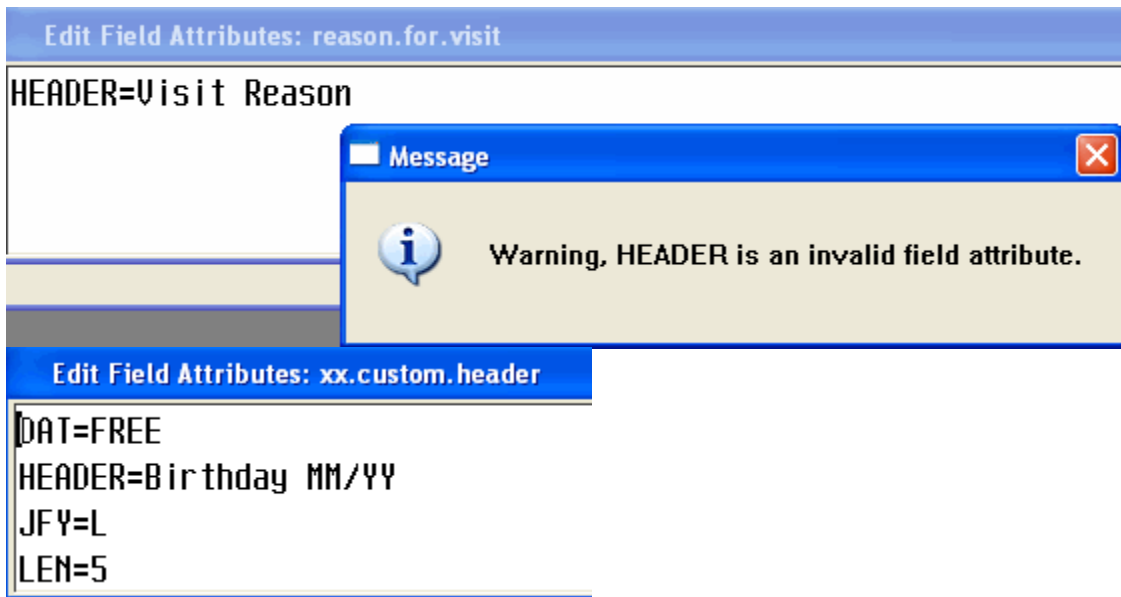 Edit Field Attributes: reason.for.visit
HEADER=Visit Reason
Message
Warning, HEADER is an invalid field attribute.
Edit Field Attributes: xx.custom.header
DAT=FREE
HEADER=Birthday MM/YY
JFY=L
LEN=5